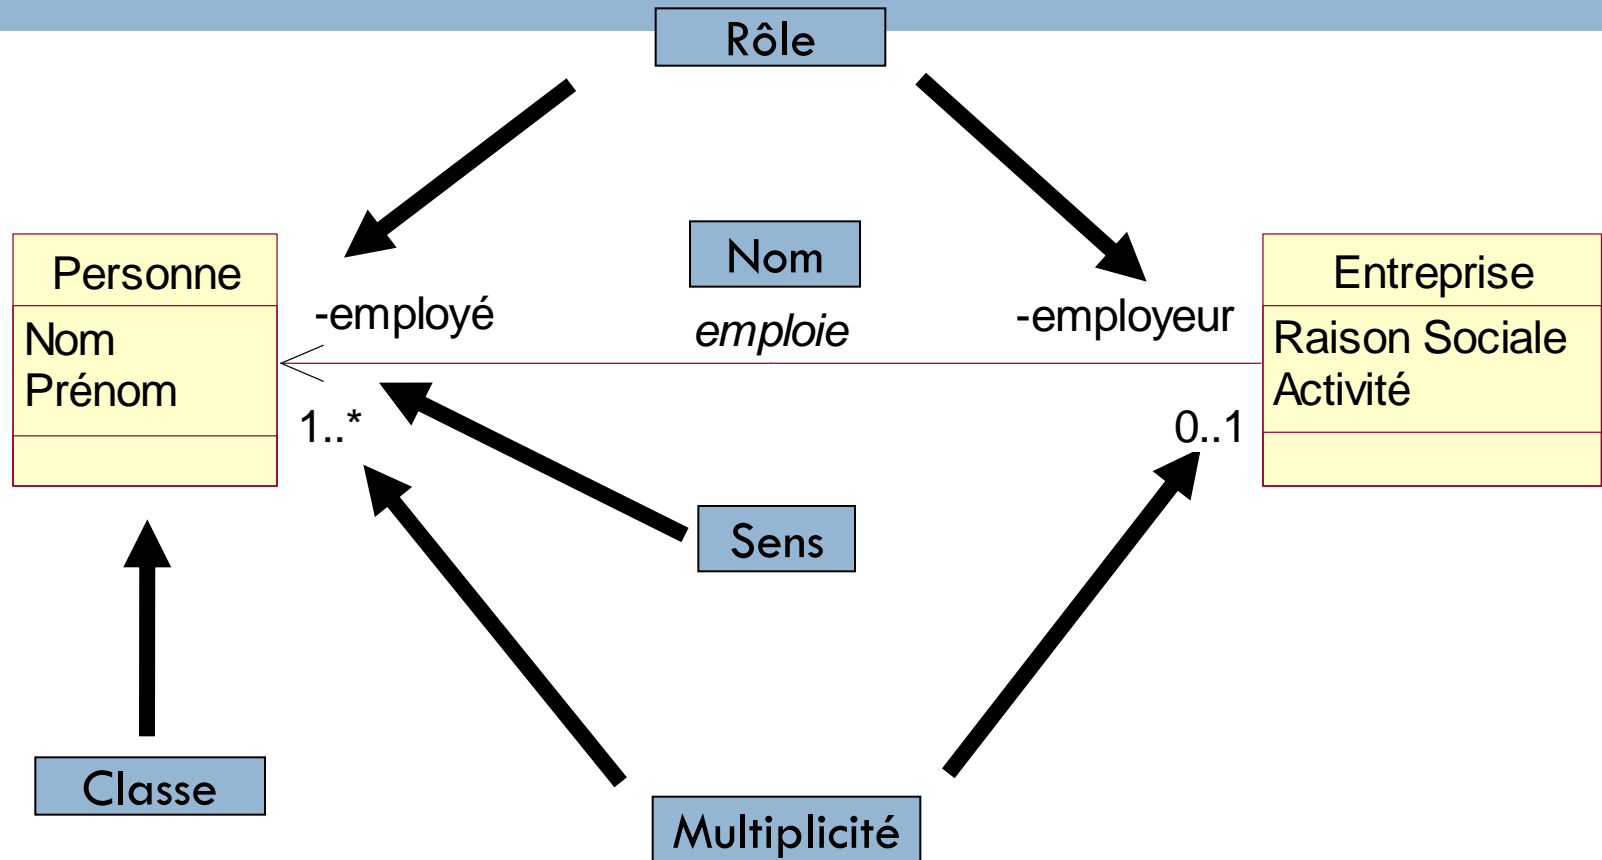 Rôle
Nom
Personne
Entreprise
-employé
emploie
-employeur
Nom
Prénom
Raison Sociale
Activité
1..*
0..1
Sens
Classe
Multiplicité